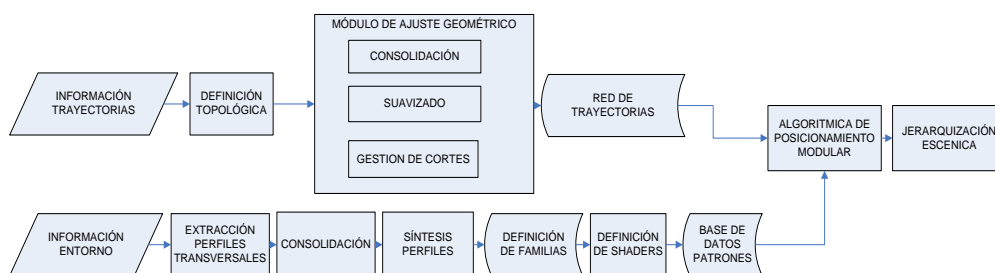 MÓDULO DE AJUSTE GEOMÉTRICO
CONSOLIDACIÓN
SUAVIZADO
GESTION DE CORTES
INFORMACIÓN
TRAYECTORIAS
DEFINICIÓN
TOPOLÓGICA
RED DE
TRAYECTORIAS
ALGORITMICA DE
POSICIONAMIENTO
MODULAR
JERARQUIZACIÓN
ESCENICA
INFORMACIÓN
ENTORNO
EXTRACCIÓN
PERFILES
TRANSVERSALES
CONSOLIDACIÓN
SÍNTESIS
PERFILES
DEFINICIÓN
DE FAMILIAS
DEFINICIÓN
DE SHADERS
BASE DE
DATOS
PATRONES